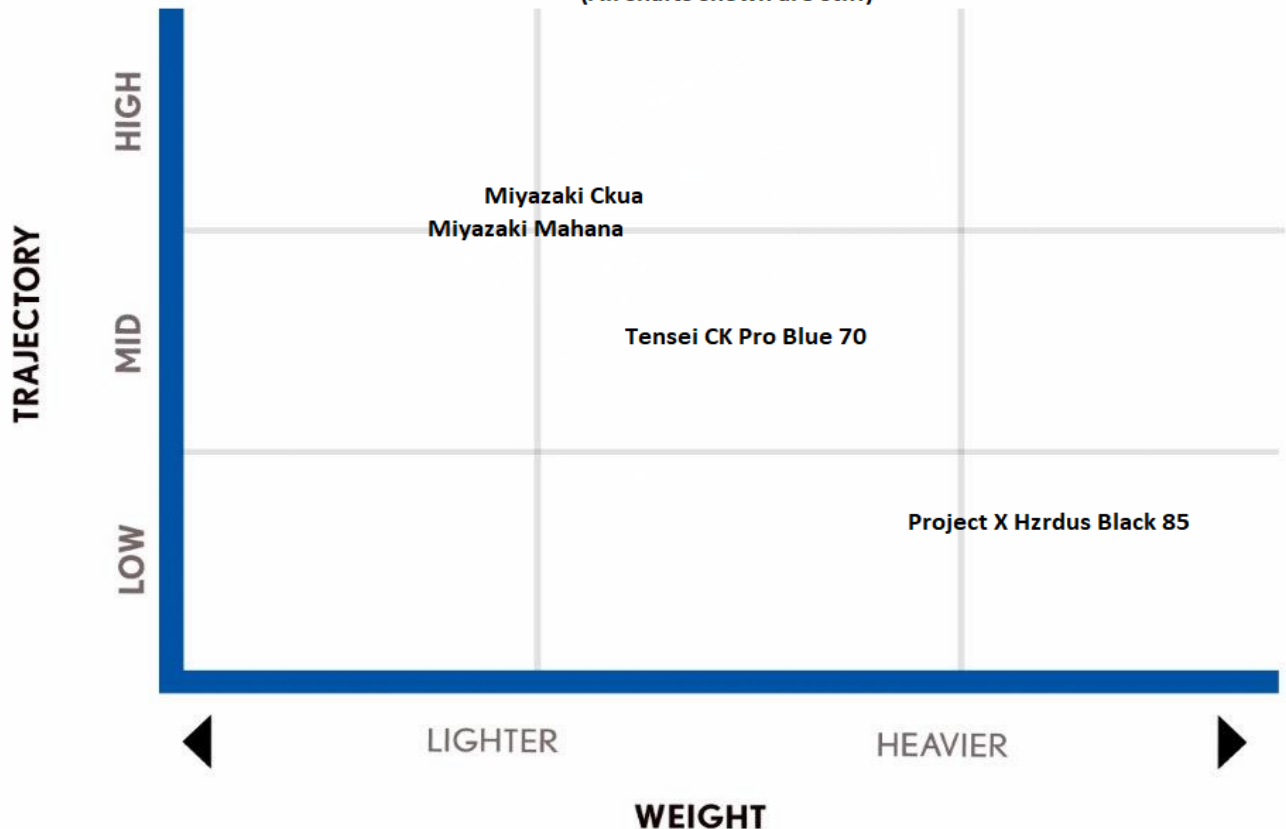 HIGH
Miyazaki Ckua
Miyazaki Mahana
TRAJECTORY
MID
Tensei CK Pro Blue 70
Project X Hzrdus Black 85
LOW
LIGHTER
HEAVIER
WEIGHT